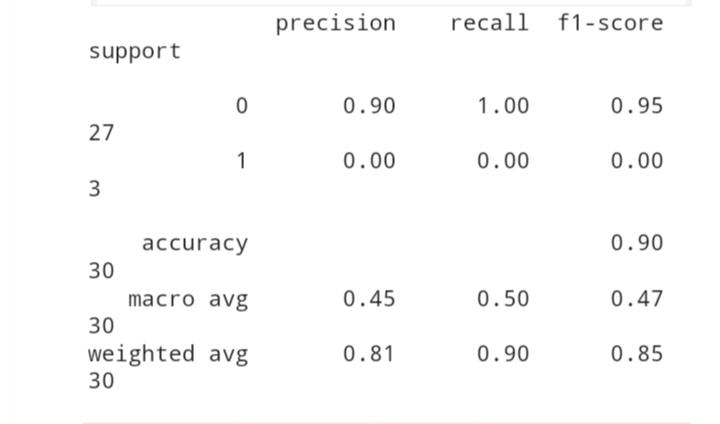 precision recall f1-score
support
0 0.90 1.00 0.95
27
1 0.00 0.00 0.00
3
accuracy 0.90
30
macro avg 0.45 0.50 0.47
30
weighted avg 0.81 0.90 0.85
30